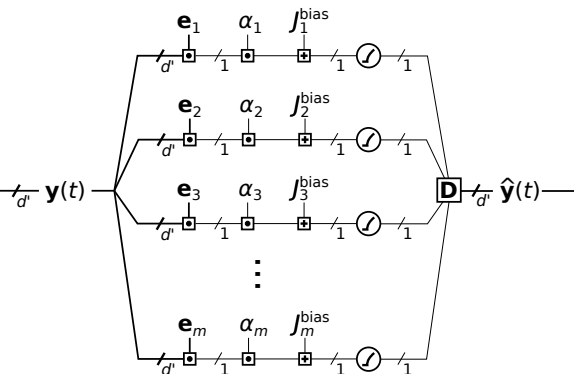 e₁ α₁ J₁ᵇⁱᵃˢ
d' 1 1 1
e₂ α₂ J₂ᵇⁱᵃˢ
d' 1 1 1
d' y(t) D d' ŷ(t)
e₃ α₃ J₃ᵇⁱᵃˢ
d' 1 1 1
⋮
eₘ αₘ Jₘᵇⁱᵃˢ
d' 1 1 1